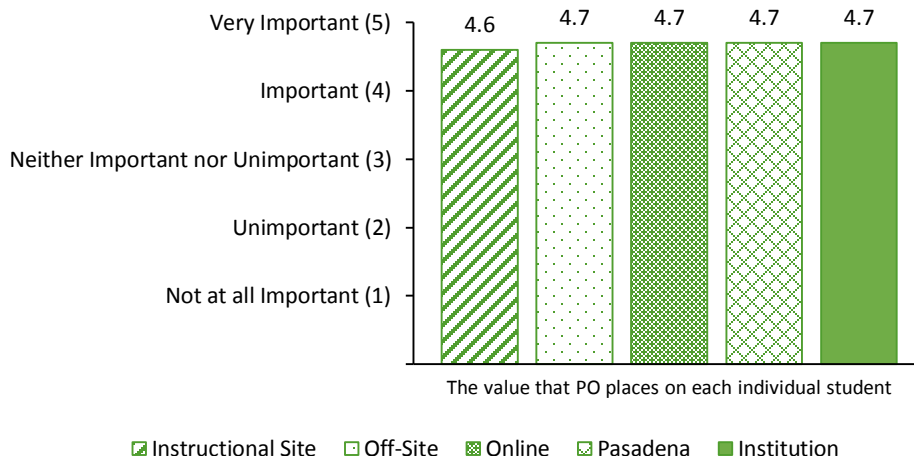 Very Important (5)
Important (4)
Neither Important nor Unimportant (3)
Unimportant (2)
Not at all Important (1)
4.6 4.7 4.7 4.7 4.7
The value that PO places on each individual student
Instructional Site Off-Site Online Pasadena Institution